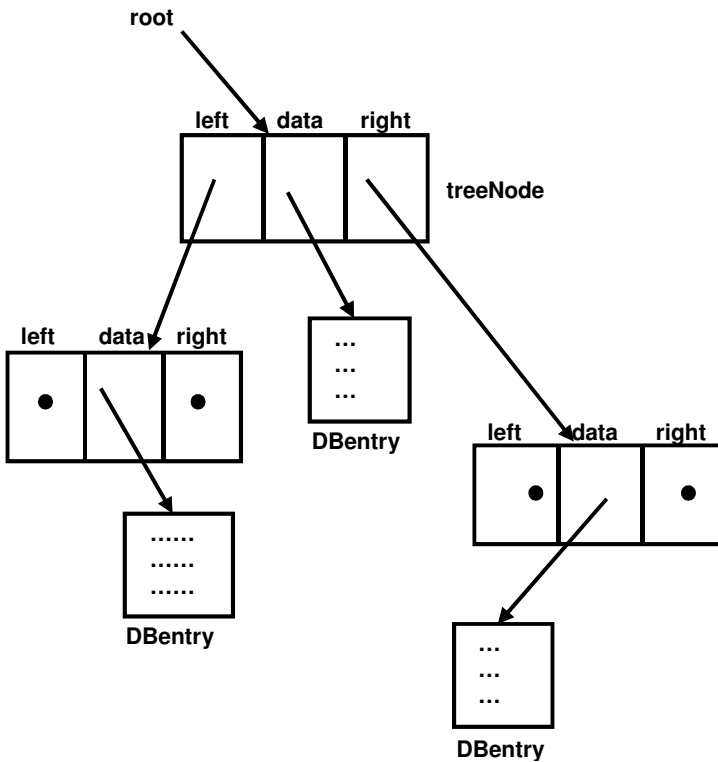 root
left data right
treeNode
left data right
...
...
...
DBentry
left data right
......
......
......
DBentry
...
...
...
DBentry